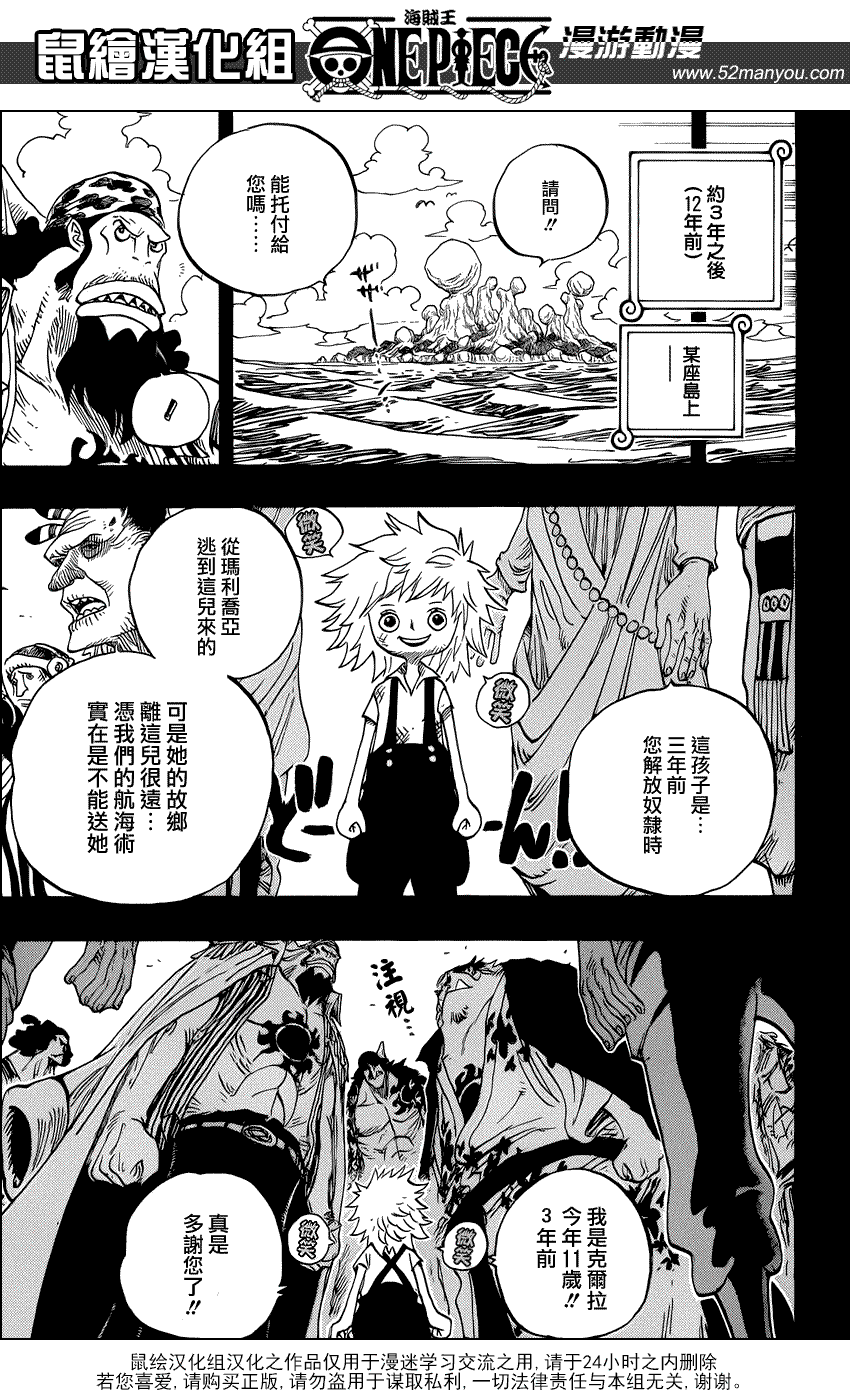 鼠繪漢化組
海賊王
ONE PIECE
漫游動漫
www.52manyou.com
約3年之後
(12年前)
某座島上
——
請問!!
能托付給
您嗎……
這孩子是…
三年前
您解放奴隸時
微笑
微笑
從瑪利喬亞
逃到這兒來的
可是她的故鄉
離這兒很遠…
憑我們的航海術
實在是不能送她
どーーん!!
注視…
我是克爾拉
今年11歲!!
3年前
微笑
微笑
真是
多謝您了!!
鼠绘汉化组汉化之作品仅用于漫迷学习交流之用,请于24小时之内删除
若您喜爱,请购买正版,请勿盗用于谋取私利,一切法律责任与本组无关,谢谢。